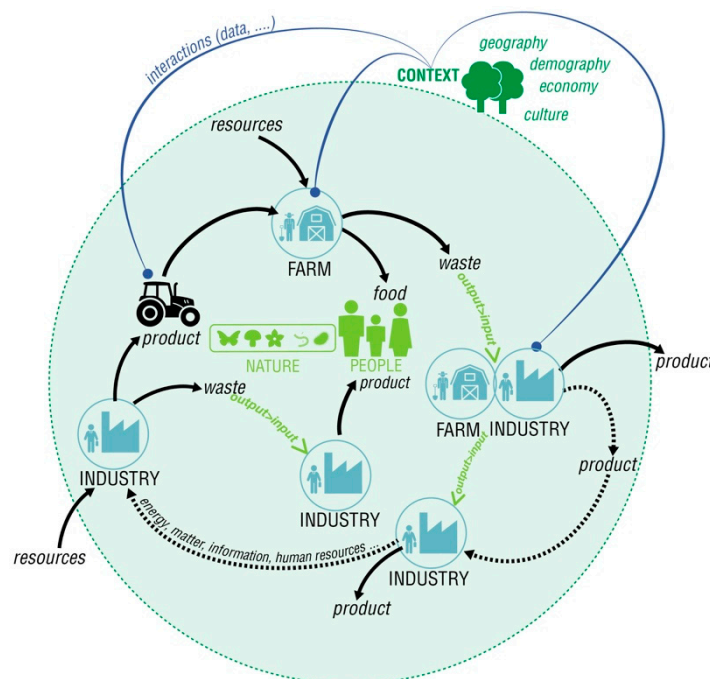 interactions (data, ....)
CONTEXT
geography
demography
economy
culture
resources
FARM
waste
food
output>input
product
NATURE
PEOPLE
product
product
waste
output>input
FARM INDUSTRY
product
INDUSTRY
INDUSTRY
output>input
resources
energy, matter, information, human resources ...
INDUSTRY
product